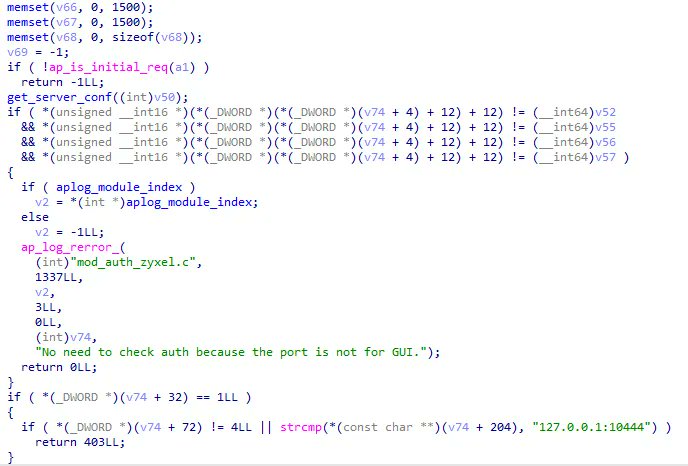 memset(v66, 0, 1500);
memset(v67, 0, 1500);
memset(v68, 0, sizeof(v68));
v69 = -1;
if ( !ap_is_initial_req(a1) )
  return -1LL;
get_server_conf((int)v50);
if ( *(unsigned __int16 *)(*(_DWORD *)(*(_DWORD *)(v74 + 4) + 12) + 12) != (__int64)v52
  && *(unsigned __int16 *)(*(_DWORD *)(*(_DWORD *)(v74 + 4) + 12) + 12) != (__int64)v55
  && *(unsigned __int16 *)(*(_DWORD *)(*(_DWORD *)(v74 + 4) + 12) + 12) != (__int64)v56
  && *(unsigned __int16 *)(*(_DWORD *)(*(_DWORD *)(v74 + 4) + 12) + 12) != (__int64)v57 )
{
  if ( aplog_module_index )
    v2 = *(int *)aplog_module_index;
  else
    v2 = -1LL;
  ap_log_rerror_(
    (int)"mod_auth_zyxel.c",
    1337LL,
    v2,
    3LL,
    0LL,
    (int)v74,
    "No need to check auth because the port is not for GUI.");
  return 0LL;
}
if ( *(_DWORD *)(v74 + 32) == 1LL )
{
  if ( *(_DWORD *)(v74 + 72) != 4LL || strcmp(*(const char **)(v74 + 204), "127.0.0.1:10444") )
    return 403LL;
}